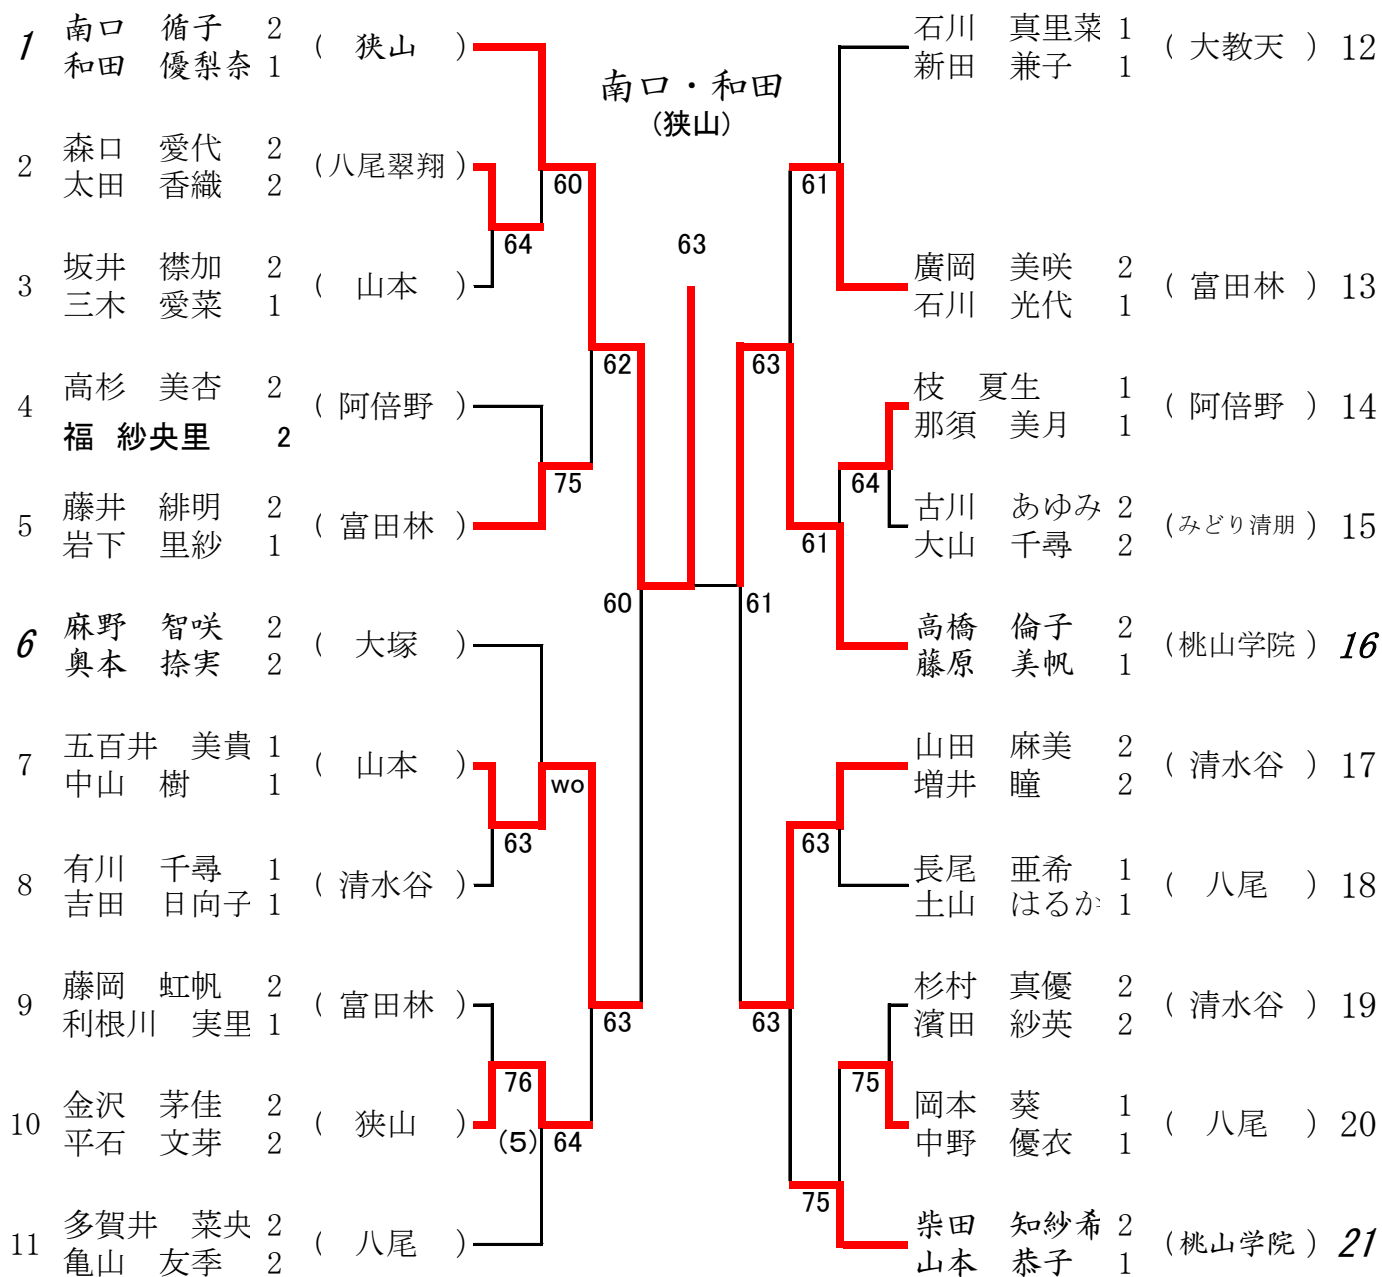 南口・和田
(狭山)
63
1 南口 循子 2 ( 狭山 )
和田 優梨奈 1
2 森口 愛代 2 (八尾翠翔)
太田 香織 2
3 坂井 襟加 2 ( 山本 )
三木 愛菜 1
4 高杉 美杏 2 ( 阿倍野 )
福 紗央里 2
5 藤井 緋明 2 ( 富田林 )
岩下 里紗 1
6 麻野 智咲 2 ( 大塚 )
奥本 捺実 2
7 五百井 美貴 1 ( 山本 )
中山 樹 1
8 有川 千尋 1 ( 清水谷 )
吉田 日向子 1
9 藤岡 虹帆 2 ( 富田林 )
利根川 実里 1
10 金沢 茅佳 2 ( 狭山 )
平石 文芽 2
11 多賀井 菜央 2 ( 八尾 )
亀山 友季 2
60
64
62
75
60
wo
63
63
76
(5) 64
石川 真里菜 1 ( 大教天 ) 12
新田 兼子 1
廣岡 美咲 2 ( 富田林 ) 13
石川 光代 1
枝 夏生 1 ( 阿倍野 ) 14
那須 美月 1
古川 あゆみ 2 (みどり清朋) 15
大山 千尋 2
高橋 倫子 2 (桃山学院) 16
藤原 美帆 1
山田 麻美 2 ( 清水谷 ) 17
増井 瞳 2
長尾 亜希 1 ( 八尾 ) 18
土山 はるか 1
杉村 真優 2 ( 清水谷 ) 19
濱田 紗英 2
岡本 葵 1 ( 八尾 ) 20
中野 優衣 1
柴田 知紗希 2 (桃山学院) 21
山本 恭子 1
61
63
64
61
61
63
63
75
75